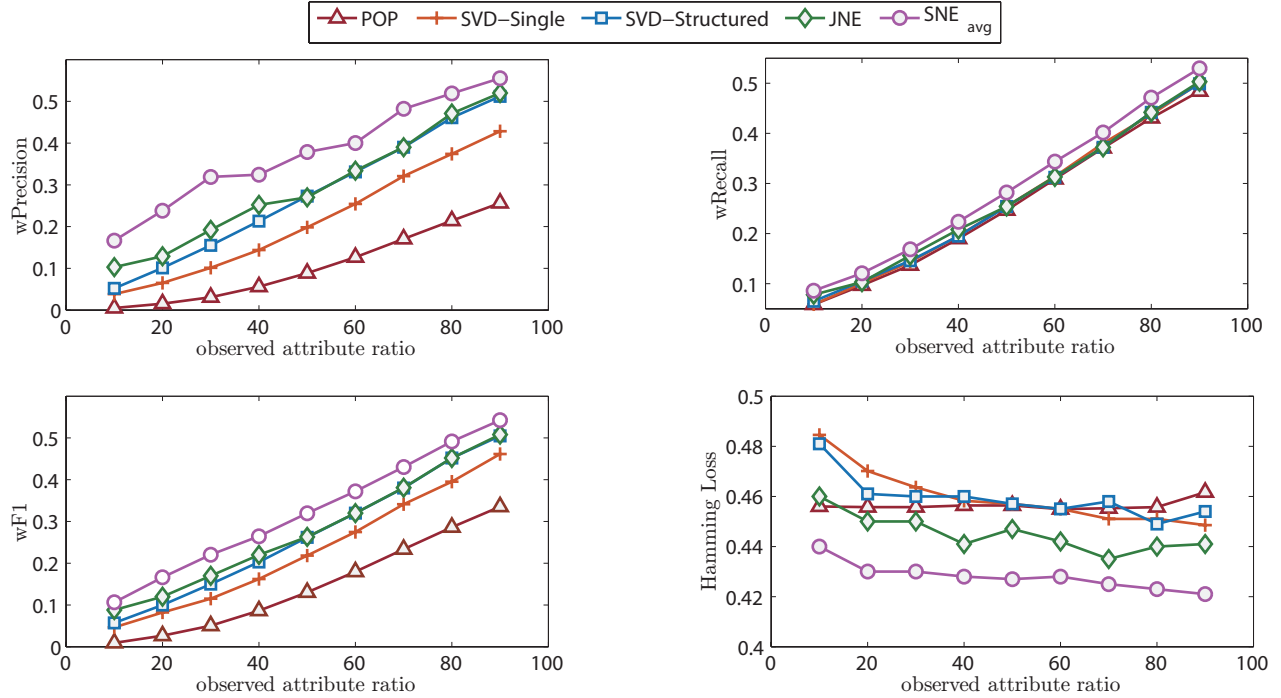 POP SVD-Single SVD-Structured JNE SNE avg
0.5
0.4
0.3
0.2
0.1
0
wPrecision
0 20 40 60 80 100
observed attribute ratio
0.5
0.4
0.3
0.2
0.1
wRecall
0 20 40 60 80 100
observed attribute ratio
0.5
0.4
0.3
0.2
0.1
0
wF1
0 20 40 60 80 100
observed attribute ratio
0.5
0.48
0.46
0.44
0.42
0.4
Hamming Loss
0 20 40 60 80 100
observed attribute ratio